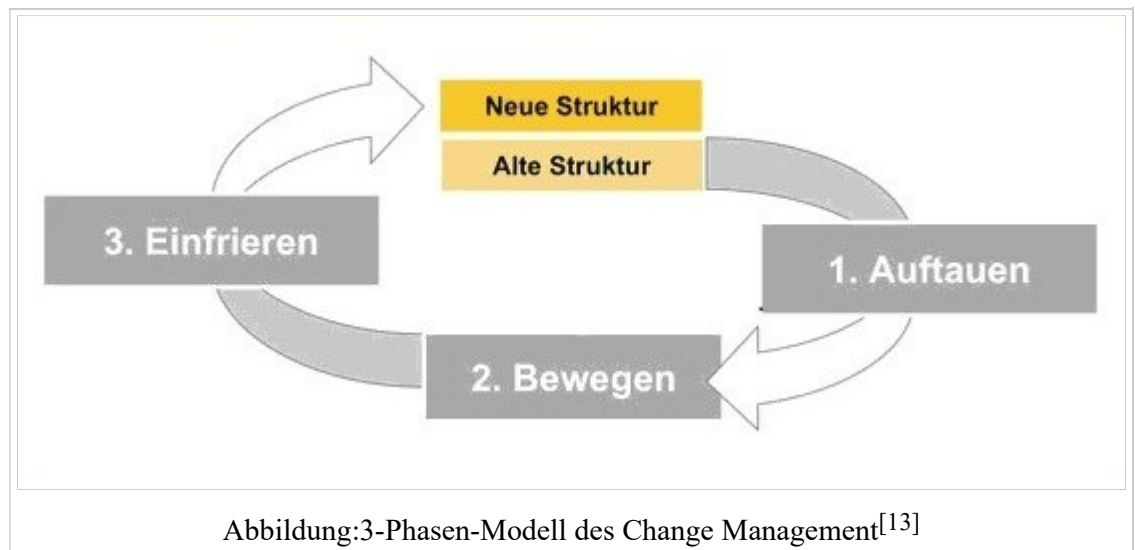 Neue Struktur
Alte Struktur
3. Einfrieren
1. Auftauen
2. Bewegen
Abbildung:3-Phasen-Modell des Change Management[13]